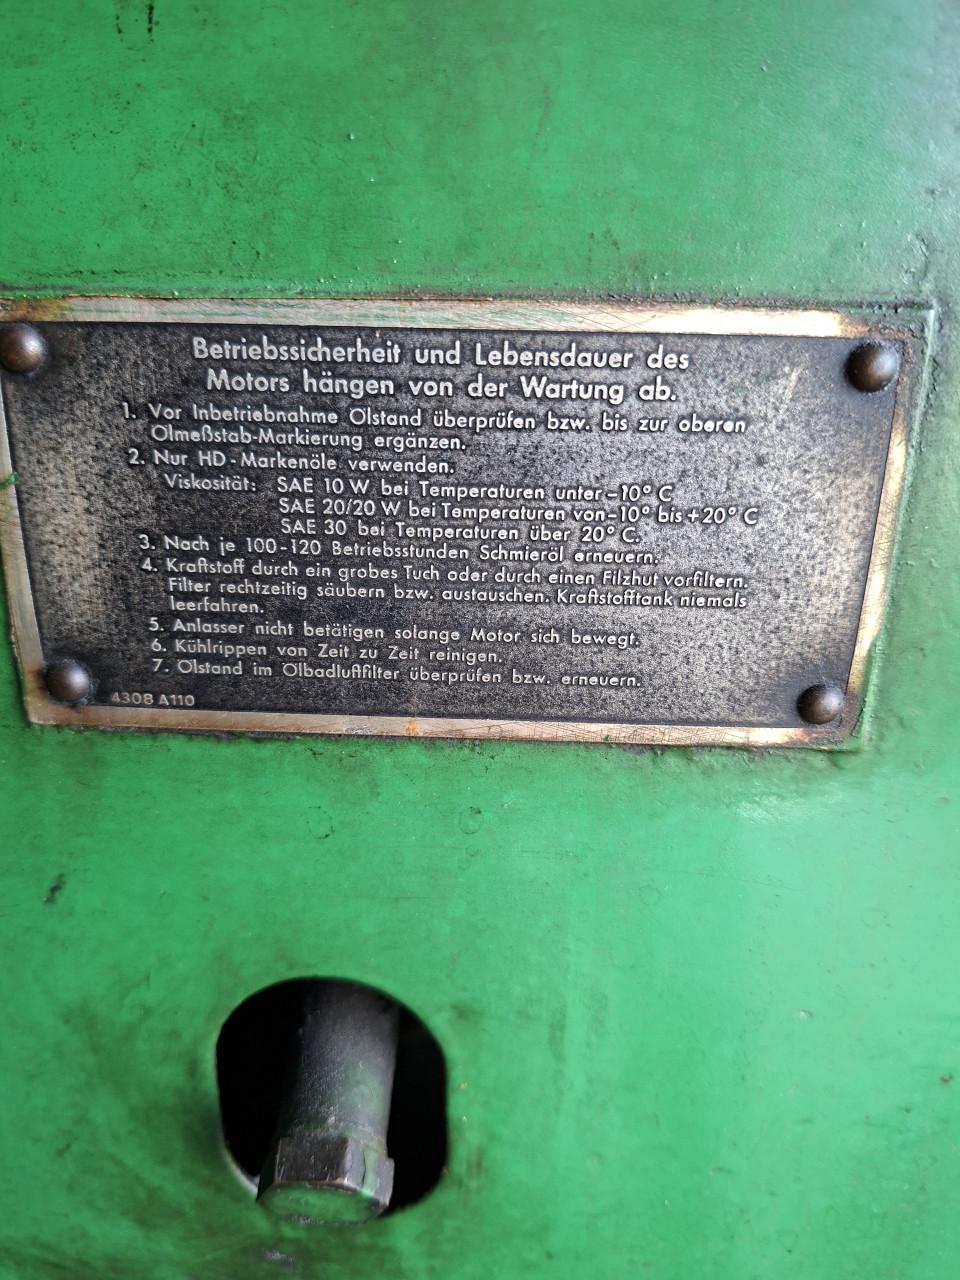 Betriebssicherheit und Lebensdauer des
Motors hängen von der Wartung ab.
1. Vor Inbetriebnahme Ölstand überprüfen bzw. bis zur oberen
Ölmeßstab-Markierung ergänzen.
2. Nur HD-Markenöle verwenden.
Viskosität: SAE 10 W bei Temperaturen unter -10° C
SAE 20/20 W bei Temperaturen von -10° bis +20° C
SAE 30 bei Temperaturen über 20° C.
3. Nach je 100-120 Betriebsstunden Schmieröl erneuern.
4. Kraftstoff durch ein grobes Tuch oder durch einen Filzhut vorfiltern.
Filter rechtzeitig säubern bzw. austauschen. Kraftstofftank niemals
leerfahren.
5. Anlasser nicht betätigen solange Motor sich bewegt.
6. Kühlrippen von Zeit zu Zeit reinigen.
7. Ölstand im Ölbadluftfilter überprüfen bzw. erneuern.
4308 A110